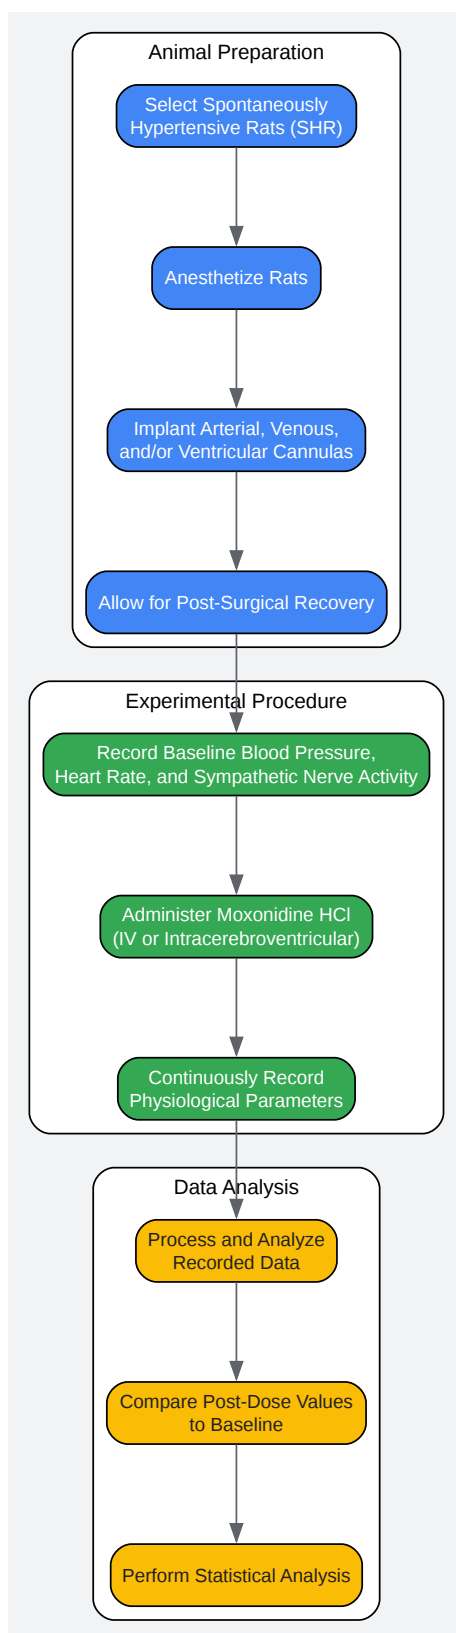 Animal Preparation
Select Spontaneously
Hypertensive Rats (SHR)
Anesthetize Rats
Implant Arterial, Venous,
and/or Ventricular Cannulas
Allow for Post-Surgical Recovery
Experimental Procedure
Record Baseline Blood Pressure,
Heart Rate, and Sympathetic Nerve Activity
Administer Moxonidine HCl
(IV or Intracerebroventricular)
Continuously Record
Physiological Parameters
Data Analysis
Process and Analyze
Recorded Data
Compare Post-Dose Values
to Baseline
Perform Statistical Analysis